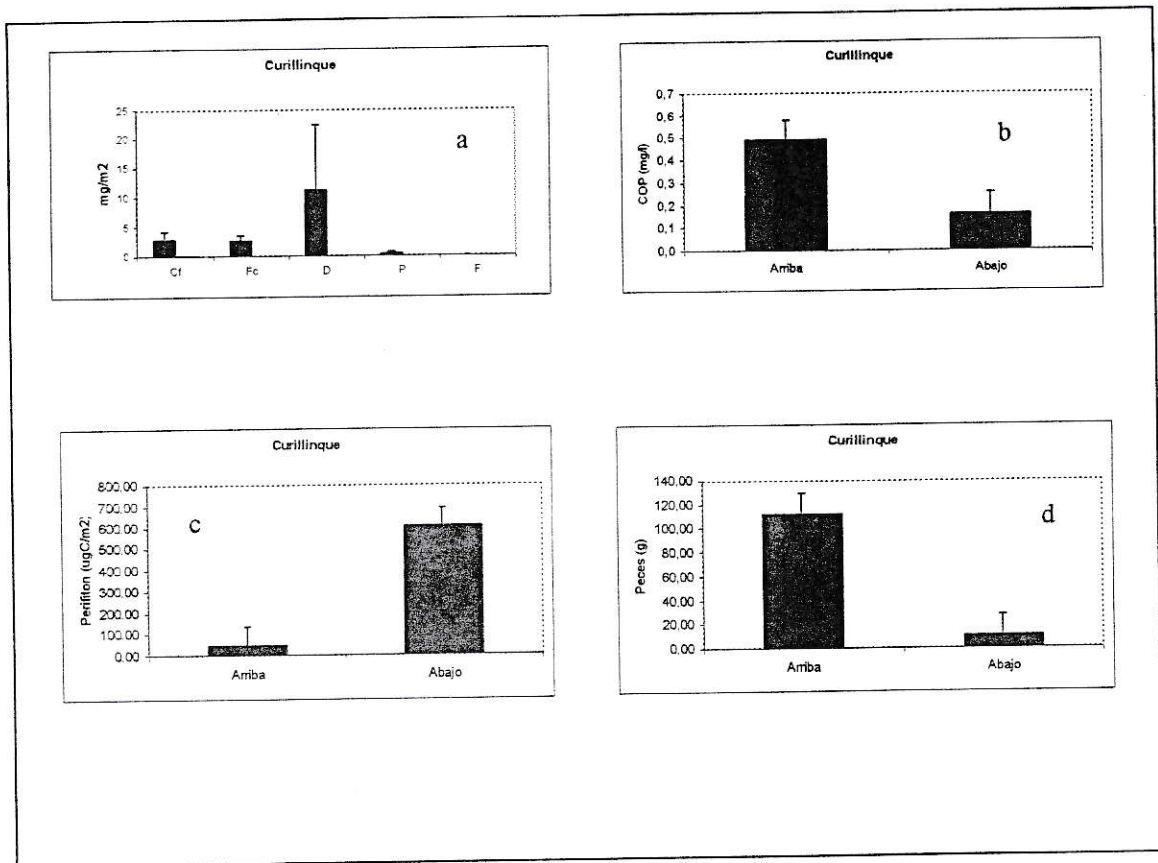 Curillinque
a
mg/m2
25
20
15
10
5
0
Cf
Fc
D
P
F
Curillinque
b
COP (mg/l)
0,7
0,6
0,5
0,4
0,3
0,2
0,1
0,0
Arriba
Abajo
Curillinque
c
Perifiton (ugC/m2)
800.00
700.00
600.00
500.00
400.00
300.00
200.00
100.00
0.00
Arriba
Abajo
Curillinque
d
Peces (g)
140,00
120,00
100,00
80,00
60,00
40,00
20,00
0,00
Arriba
Abajo